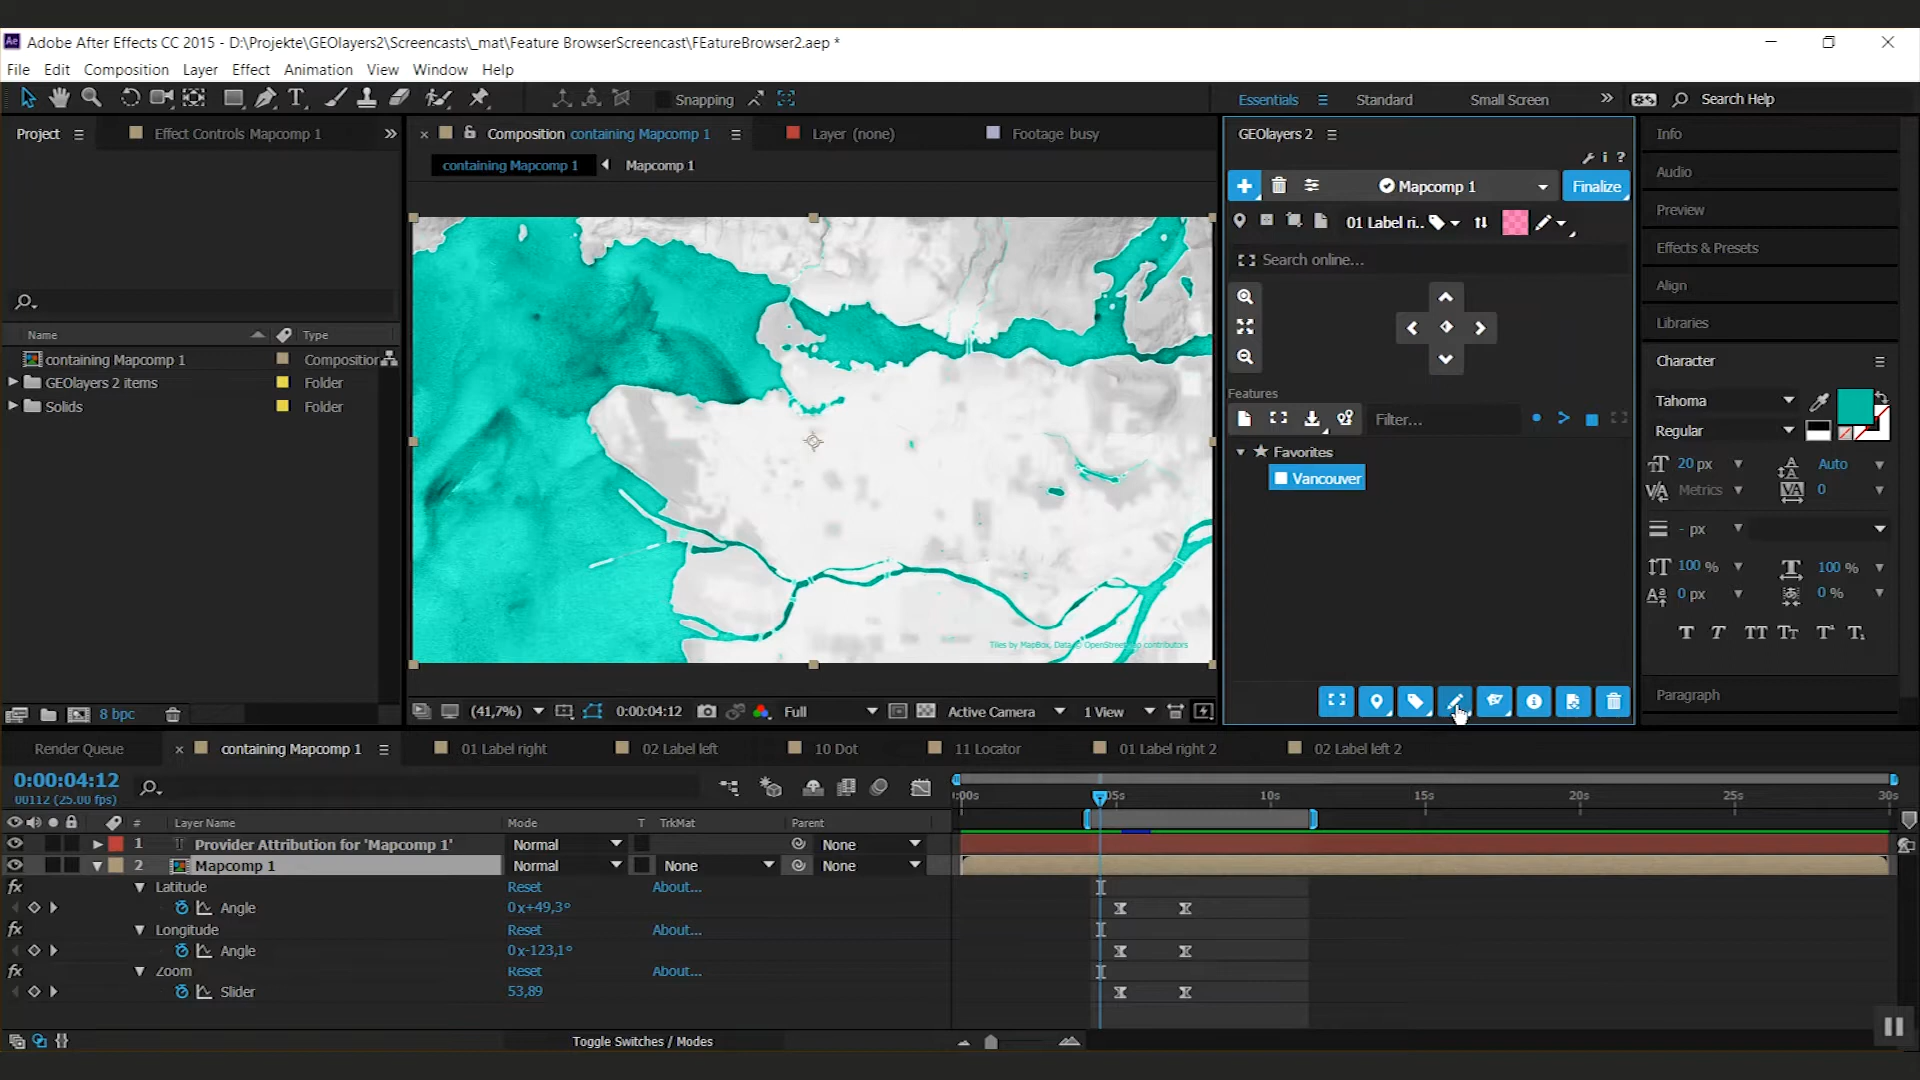 Adobe After Effects CC 2015 - D:\Projekte\GEOlayers2\Screencasts\_mat\Feature BrowserScreencast\FEatureBrowser2.aep *
File Edit Composition Layer Effect Animation View Window Help
Snapping
Essentials Standard Small Screen Search Help
Project Effect Controls Mapcomp 1
Composition containing Mapcomp 1 Layer (none) Footage busy
containing Mapcomp 1 Mapcomp 1
Name Type
containing Mapcomp 1 Composition
GEOlayers 2 items Folder
Solids Folder
8 bpc
Tiles by MapBox, Data © OpenStreetMap contributors
(41,7%) 0:00:04:12 Full Active Camera 1 View
GEOlayers 2
Mapcomp 1 Finalize
01 Label ri..
Search online...
Features
Filter...
Favorites
Vancouver
Info
Audio
Preview
Effects & Presets
Align
Libraries
Character
Tahoma
Regular
20 px Auto
Metrics 0
- px
100 % 100 %
0 px 0 %
T T TT Tt T¹ T₁
Paragraph
Render Queue containing Mapcomp 1 01 Label right 02 Label left 10 Dot 11 Locator 01 Label right 2 02 Label left 2
0:00:04:12
00112 (25.00 fps)
:00s 05s 10s 15s 20s 25s 30s
# Layer Name Mode T TrkMat Parent
1 T Provider Attribution for 'Mapcomp 1' Normal None
2 Mapcomp 1 Normal None None
fx Latitude Reset About...
Angle 0x+49,3°
fx Longitude Reset About...
Angle 0x-123,1°
fx Zoom Reset About...
Slider 53,89
Toggle Switches / Modes